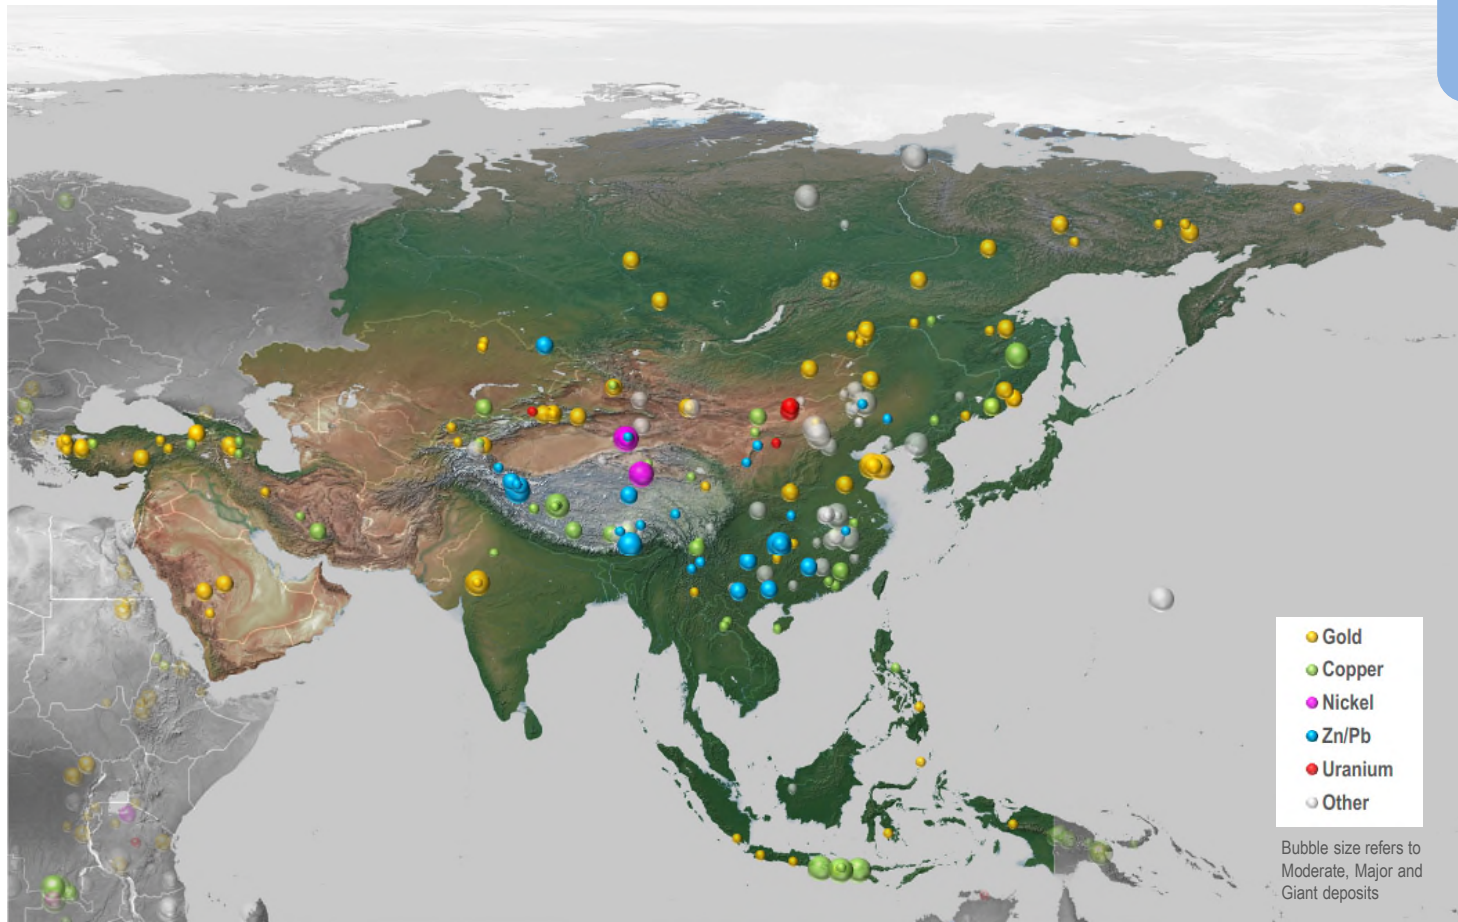 Gold
Copper
Nickel
Zn/Pb
Uranium
Other
Bubble size refers to
Moderate, Major and
Giant deposits